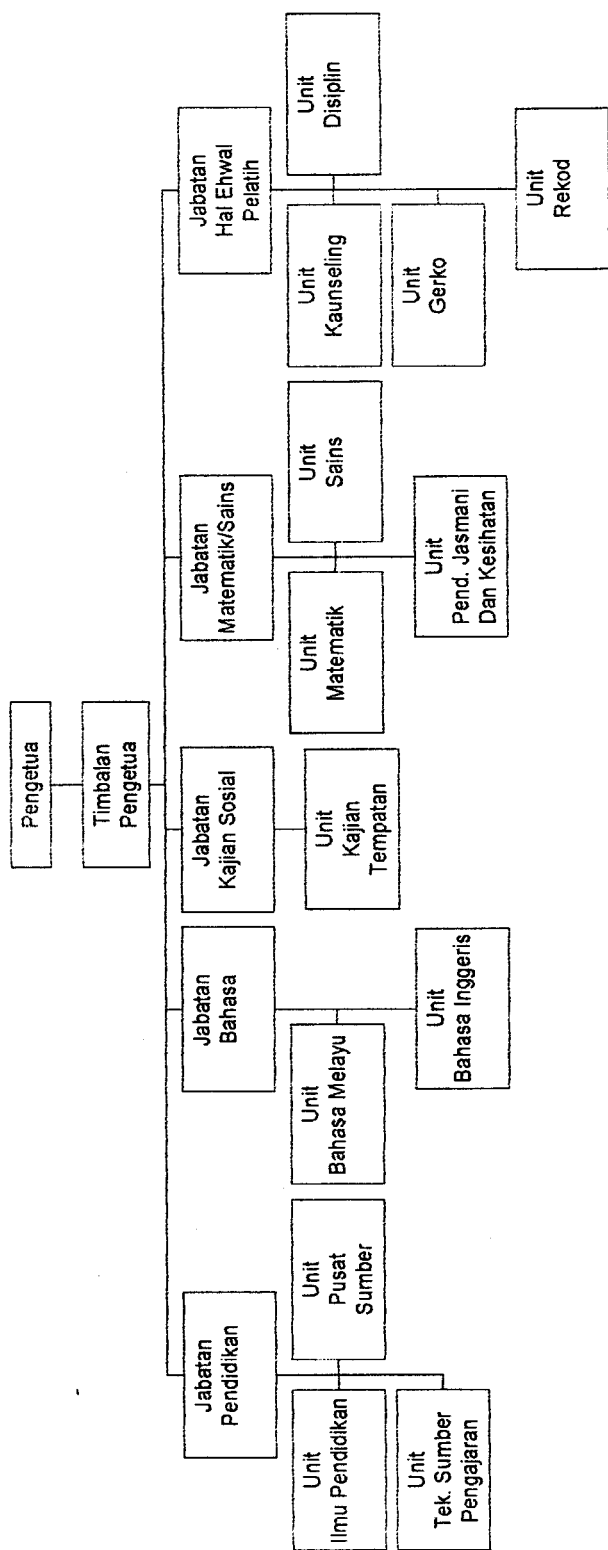 Pengetua
Timbalan
Pengetua
Jabatan
Pendidikan
Jabatan
Bahasa
Jabatan
Kajian Sosial
Jabatan
Matematik/Sains
Jabatan
Hal Ehwal
Pelatih
Unit
Ilmu Pendidikan
Unit
Pusat
Sumber
Unit
Tek. Sumber
Pengajaran
Unit
Bahasa Melayu
Unit
Bahasa Inggeris
Unit
Kajian
Tempatan
Unit
Matematik
Unit
Sains
Unit
Pend. Jasmani
Dan Kesihatan
Unit
Kaunseling
Unit
Disiplin
Unit
Gerko
Unit
Rekod